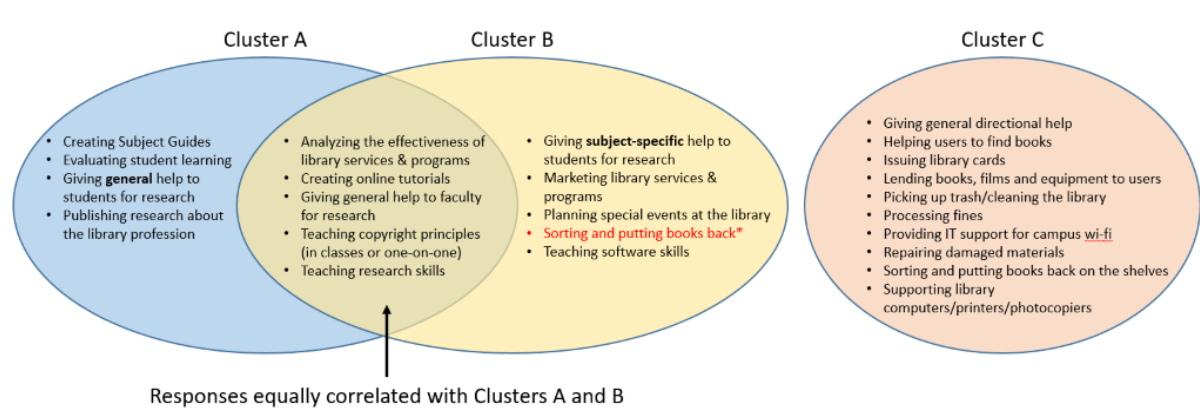 Cluster A
Cluster B
Cluster C
• Creating Subject Guides
• Evaluating student learning
• Giving general help to
students for research
• Publishing research about
the library profession
• Analyzing the effectiveness of
library services & programs
• Creating online tutorials
• Giving general help to faculty
for research
• Teaching copyright principles
(in classes or one-on-one)
• Teaching research skills
• Giving subject-specific help to
students for research
• Marketing library services &
programs
• Planning special events at the library
• Sorting and putting books back*
• Teaching software skills
• Giving general directional help
• Helping users to find books
• Issuing library cards
• Lending books, films and equipment to users
• Picking up trash/cleaning the library
• Processing fines
• Providing IT support for campus wi-fi
• Repairing damaged materials
• Sorting and putting books back on the shelves
• Supporting library
computers/printers/photocopiers
Responses equally correlated with Clusters A and B